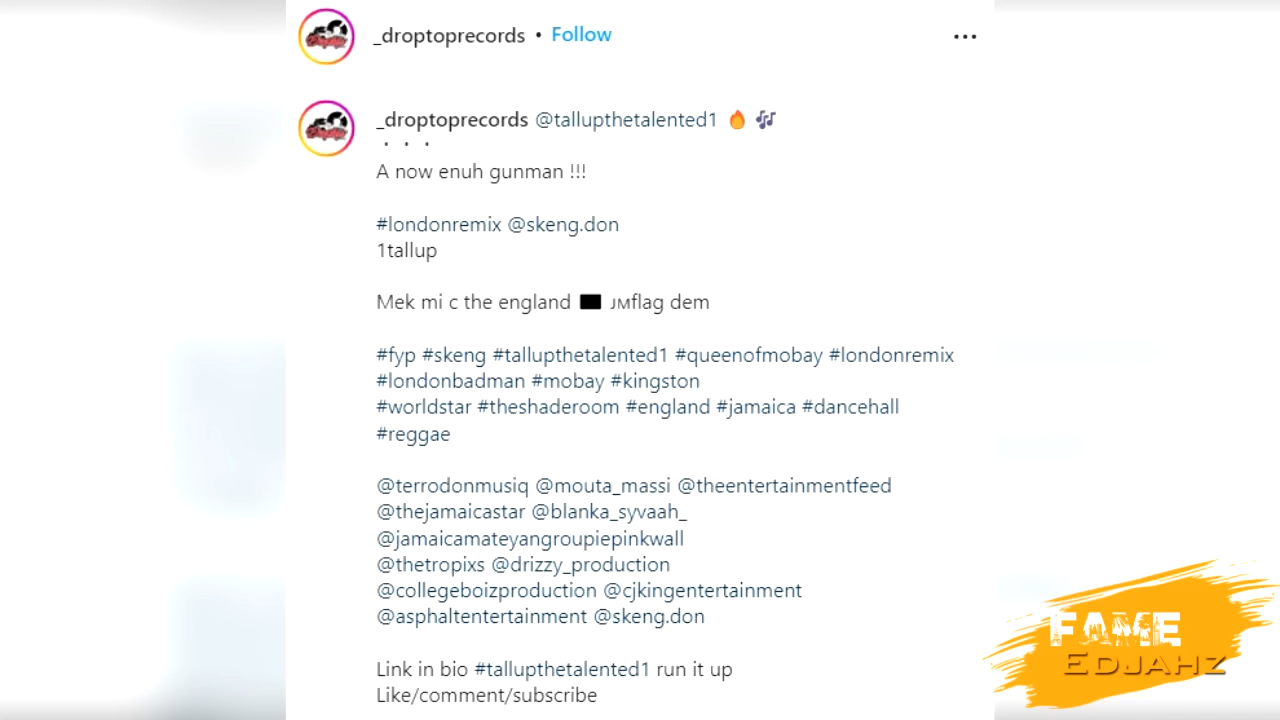 _droptoprecords • Follow
_droptoprecords @tallupthetalented1 🔥 🎶
. . .
A now enuh gunman !!!
#londonremix @skeng.don
1tallup
Mek mi c the england 🏴 JMflag dem
#fyp #skeng #tallupthetalented1 #queenofmobay #londonremix
#londonbadman #mobay #kingston
#worldstar #theshaderoom #england #jamaica #dancehall
#reggae
@terrodonmusiq @mouta_massi @theentertainmentfeed
@thejamaicastar @blanka_syvaah_
@jamaicamateyangroupiepinkwall
@thetropixs @drizzy_production
@collegeboizproduction @cjkingentertainment
@asphaltentertainment @skeng.don
Link in bio #tallupthetalented1 run it up
Like/comment/subscribe
FAME
EDJAHZ